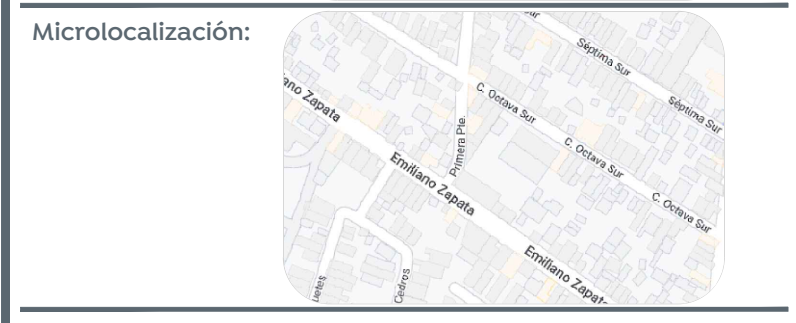 Microlocalización:
Séptima Sur
Séptima Sur
C. Octava Sur
C. Octava Sur
C. Octava Sur
Primera Pte.
ano Zapata
Emiliano Zapata
Emiliano Zapata
Cedros
uetes